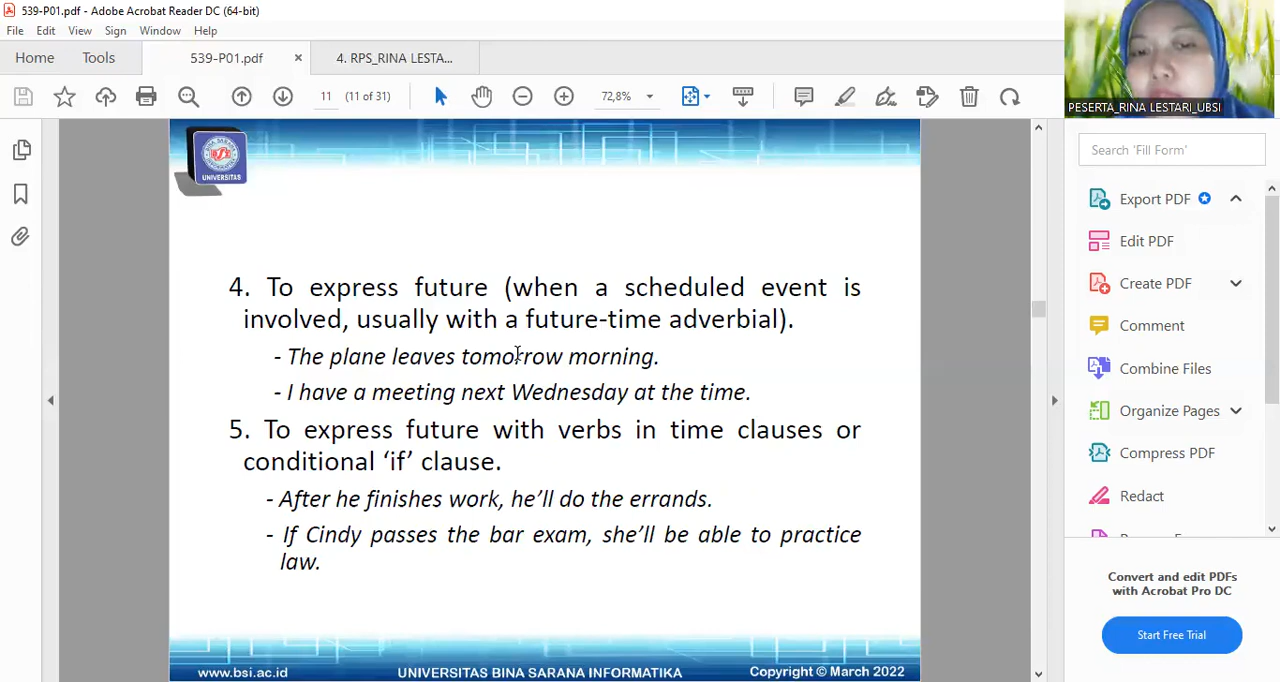 539-P01.pdf - Adobe Acrobat Reader DC (64-bit)
File Edit View Sign Window Help
Home Tools 539-P01.pdf × 4. RPS_RINA LESTA...
11 (11 of 31) 72,8%
PESERTA_RINA LESTARI_UBSI
Search 'Fill Form'
Export PDF
Edit PDF
Create PDF
Comment
Combine Files
Organize Pages
Compress PDF
Redact
Convert and edit PDFs
with Acrobat Pro DC
Start Free Trial
UNIVERSITAS
4. To express future (when a scheduled event is
involved, usually with a future-time adverbial).
- The plane leaves tomorrow morning.
- I have a meeting next Wednesday at the time.
5. To express future with verbs in time clauses or
conditional ‘if’ clause.
- After he finishes work, he’ll do the errands.
- If Cindy passes the bar exam, she’ll be able to practice
law.
www.bsi.ac.id UNIVERSITAS BINA SARANA INFORMATIKA Copyright © March 2022